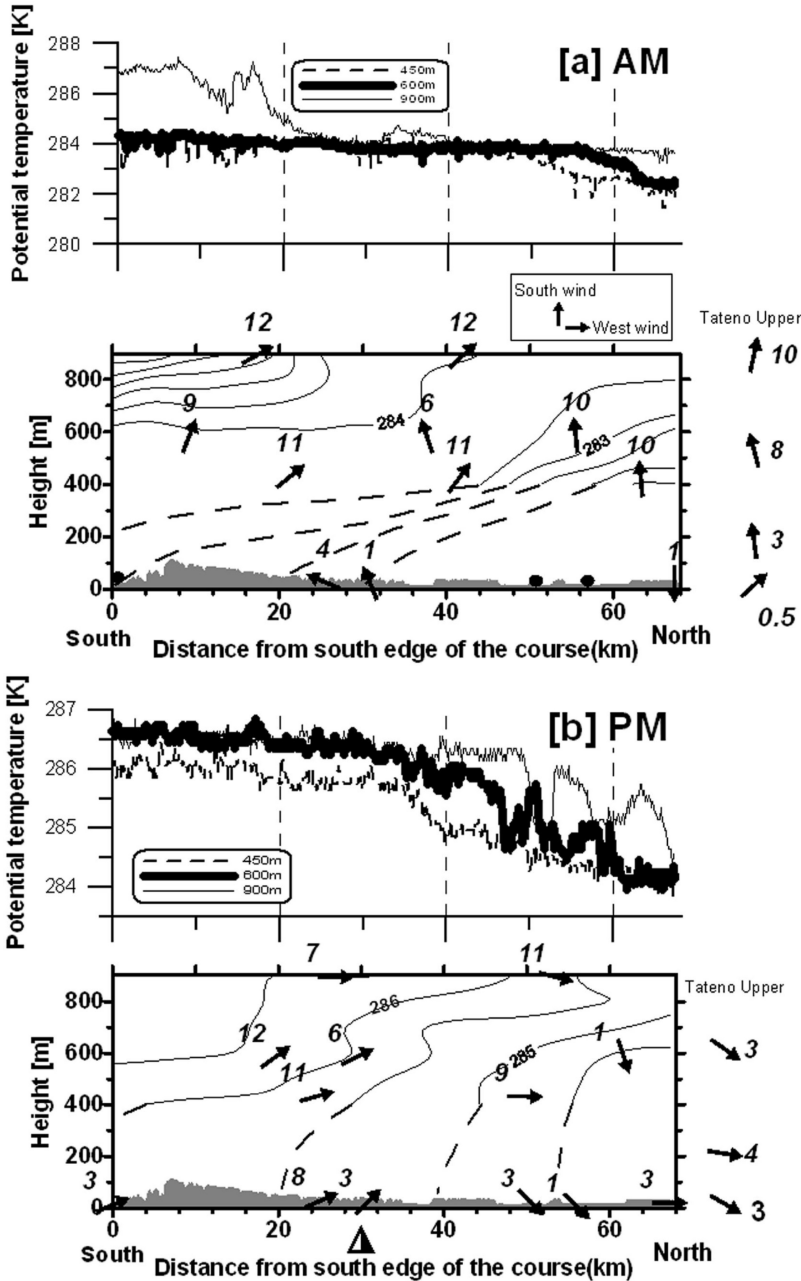 [a] AM
Potential temperature [K]
288
286
284
282
280
450m
600m
900m
South wind
West wind
Tateno Upper
12
12
10
9
6
10
284
283
10
11
11
8
4
1
3
1
0.5
Height [m]
800
600
400
200
0
0
20
40
60
South
Distance from south edge of the course(km)
North
[b] PM
Potential temperature [K]
287
286
285
284
450m
600m
900m
7
11
Tateno Upper
286
12
6
1
3
285
11
9
4
3
8
3
3
1
3
3
Height [m]
800
600
400
200
0
0
20
40
60
South
Distance from south edge of the course(km)
North